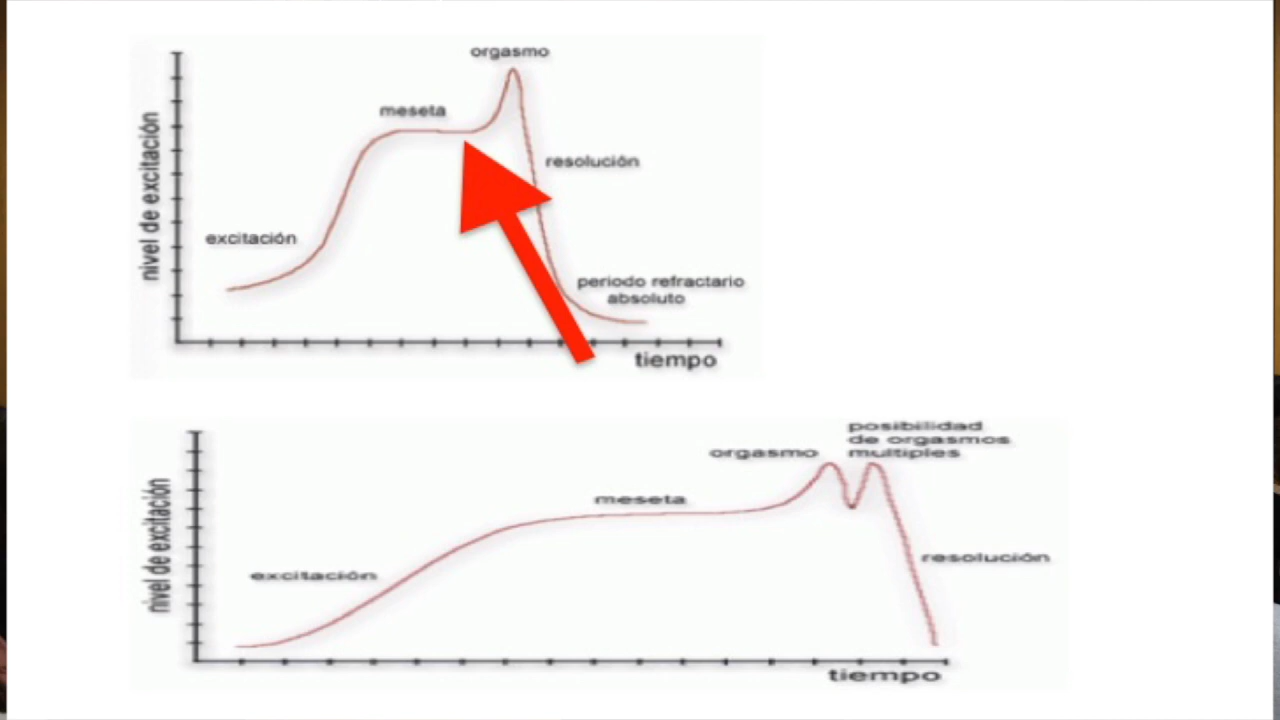 orgasmo
meseta
resolución
nivel de excitación
excitación
periodo refractario
absoluto
tiempo
posibilidad
de orgasmos
multiples
orgasmo
meseta
nivel de excitación
resolución
excitación
tiempo